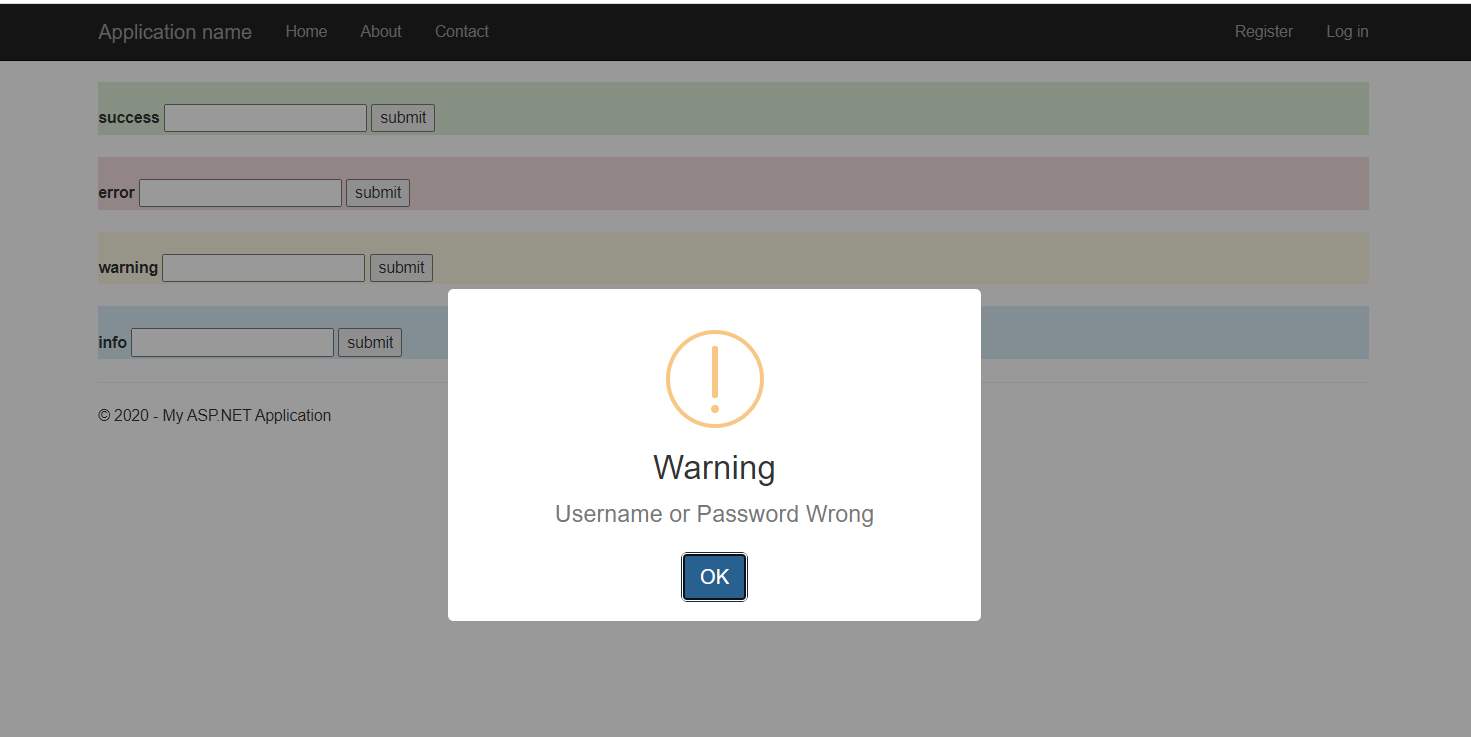 Application name Home About Contact Register Log in
success submit
error submit
warning submit
info submit
© 2020 - My ASP.NET Application
Warning
Username or Password Wrong
OK